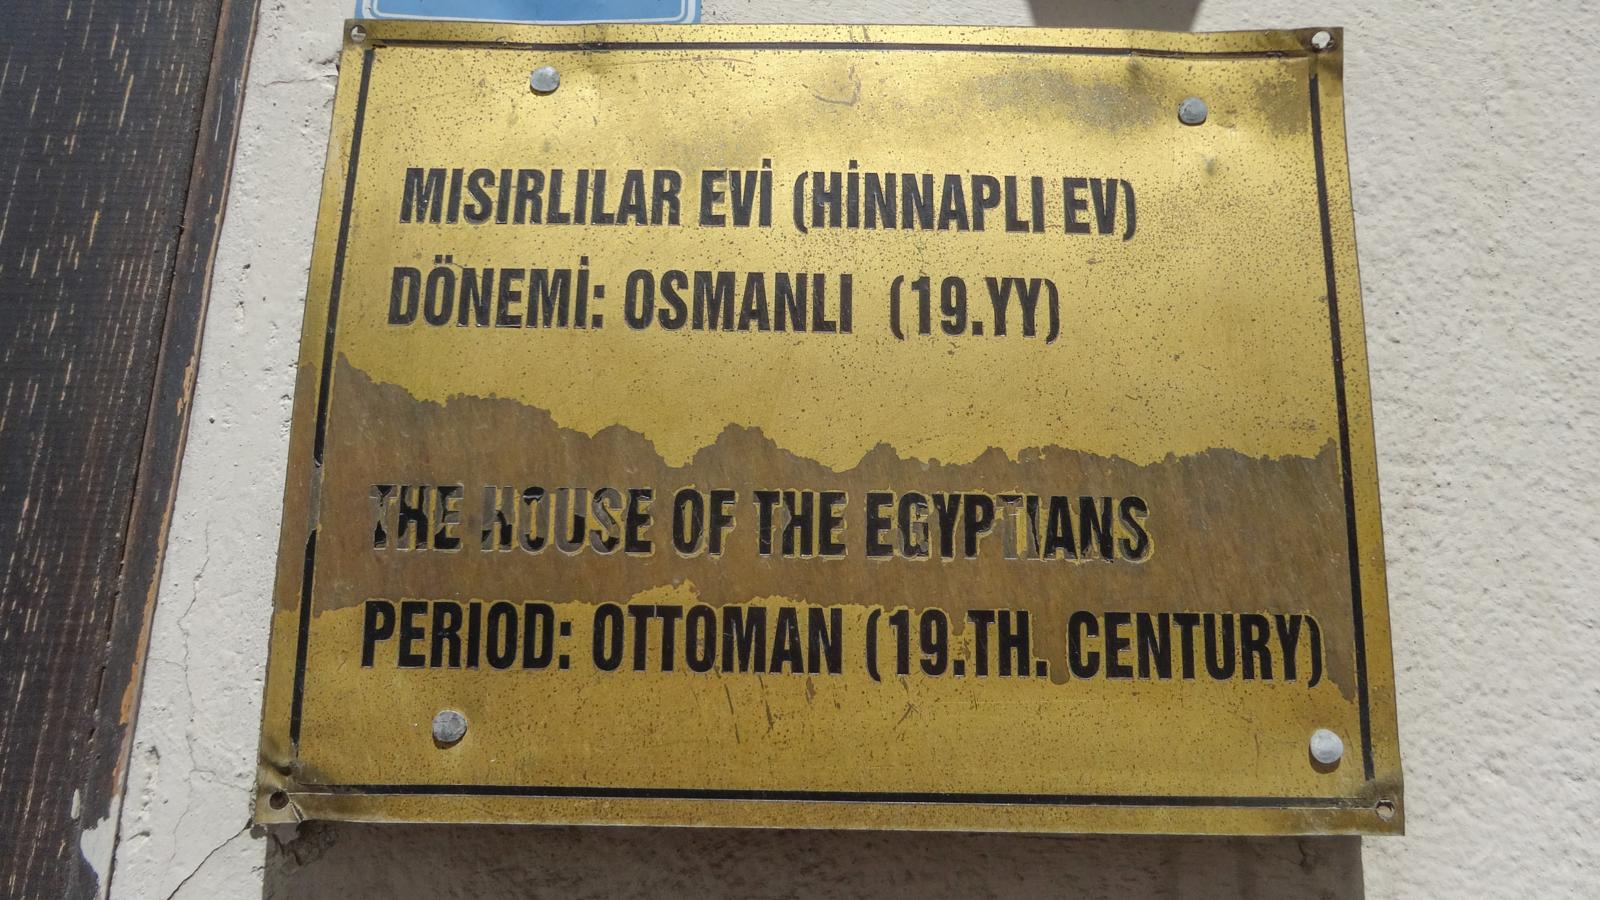 MISIRLILAR EVİ (HİNNAPLI EV)
DÖNEMİ: OSMANLI (19.YY)
THE HOUSE OF THE EGYPTIANS
PERIOD: OTTOMAN (19.TH. CENTURY)